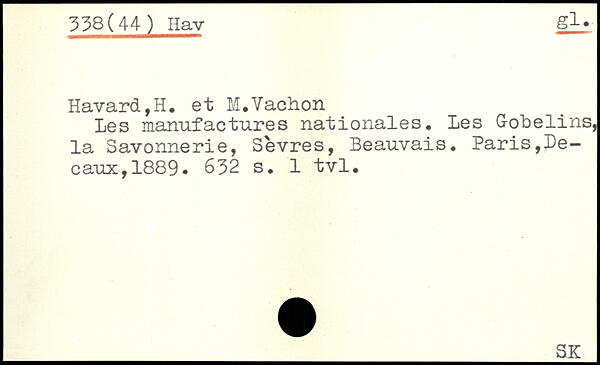 338(44) Hav gl.
Havard,H. et M.Vachon
Les manufactures nationales. Les Gobelins,
la Savonnerie, Sèvres, Beauvais. Paris,De-
caux,1889. 632 s. 1 tvl.
SK